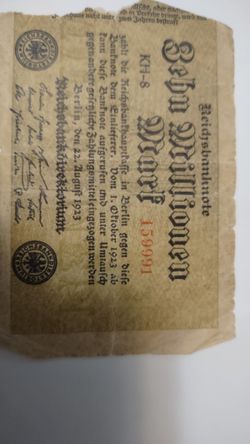 Reichsbanknote
Zehn Millionen
Mark
KH-8
159991
zahlt die Reichsbankhauptkasse in Berlin gegen diese
Banknote dem Einlieferer. Vom 1. Oktober 1923 ab
kann diese Banknote aufgerufen und unter Umtausch
gegen andere gesetzliche Zahlungsmittel eingezogen werden
Berlin, den 22. August 1923
Reichsbankdirektorium